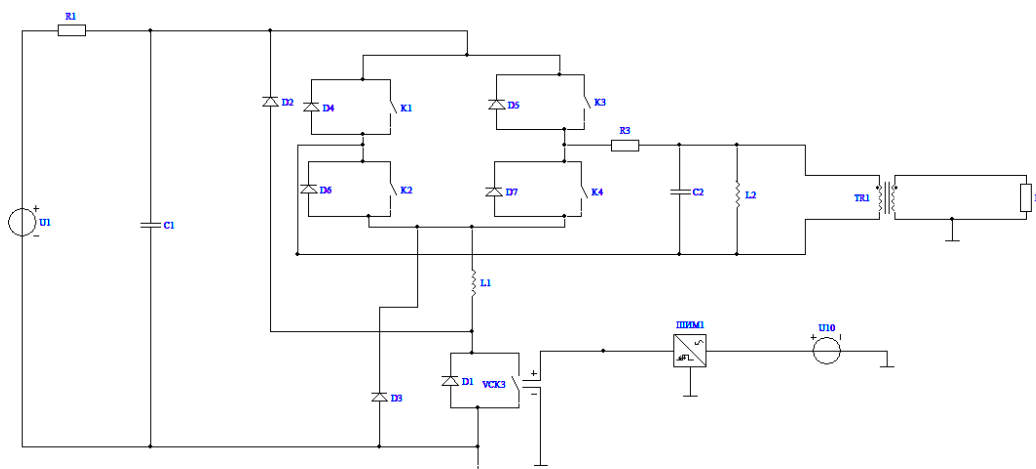 R1
D2
D4
K1
D5
K3
R3
D6
K2
D7
K4
C2
L2
TR1
U1
C1
L1
ШИМ1
U10
D1
VCK3
D3